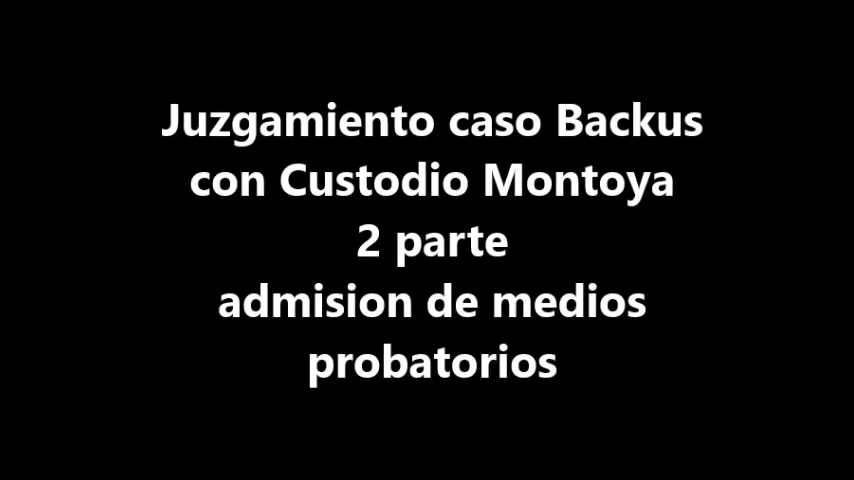 Juzgamiento caso Backus
con Custodio Montoya
2 parte
admision de medios
probatorios